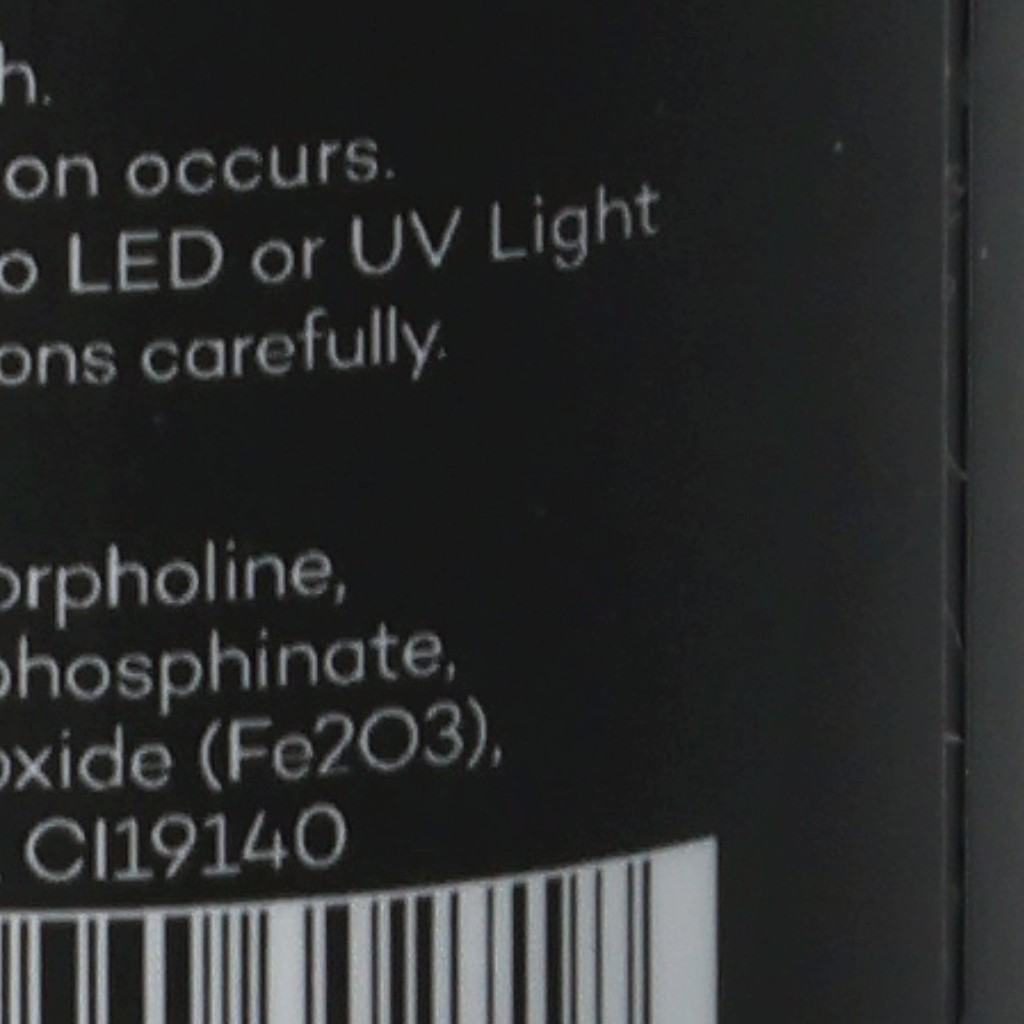 h.
on occurs.
o LED or UV Light
ons carefully.
orpholine,
phosphinate,
oxide (Fe2O3),
CI19140